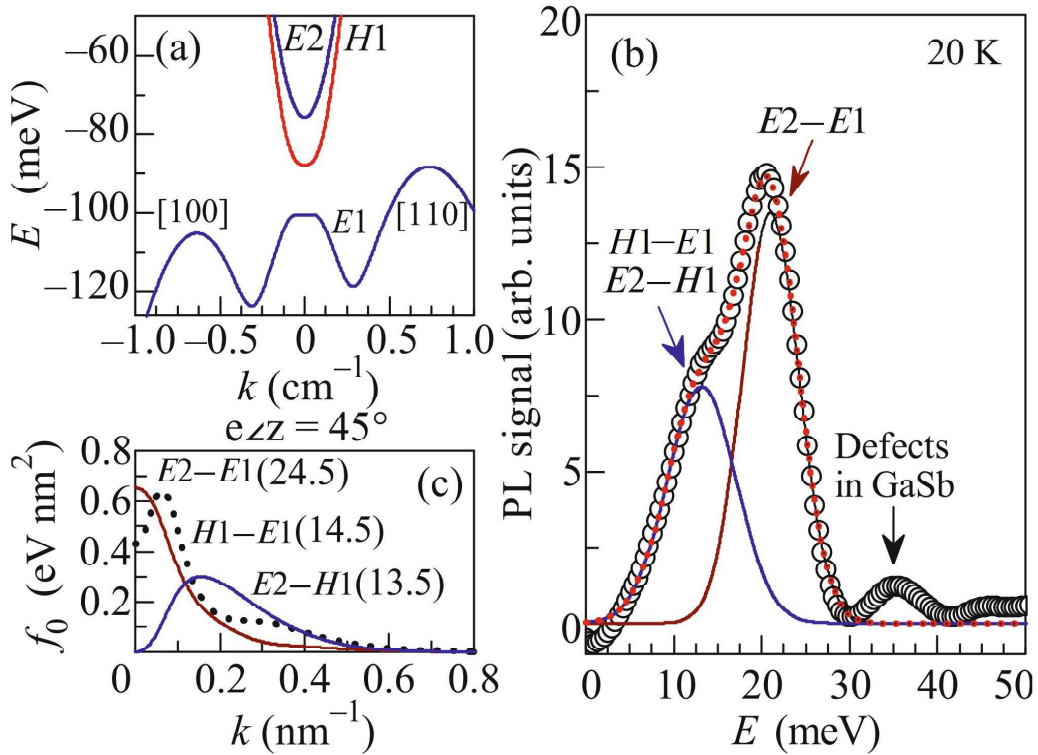 (a)
E2 H1
−60
−80
−100
−120
E (meV)
[100]
E1
[110]
−1.0 −0.5 0 0.5 1.0
k (cm⁻¹)
e∠z = 45°
(c)
0.8
0.6
0.4
0.2
0
f₀ (eV nm²)
E2−E1(24.5)
H1−E1(14.5)
E2−H1(13.5)
0 0.2 0.4 0.6 0.8
k (nm⁻¹)
(b)
20 K
20
15
10
5
0
PL signal (arb. units)
E2−E1
H1−E1
E2−H1
Defects
in GaSb
0 10 20 30 40 50
E (meV)